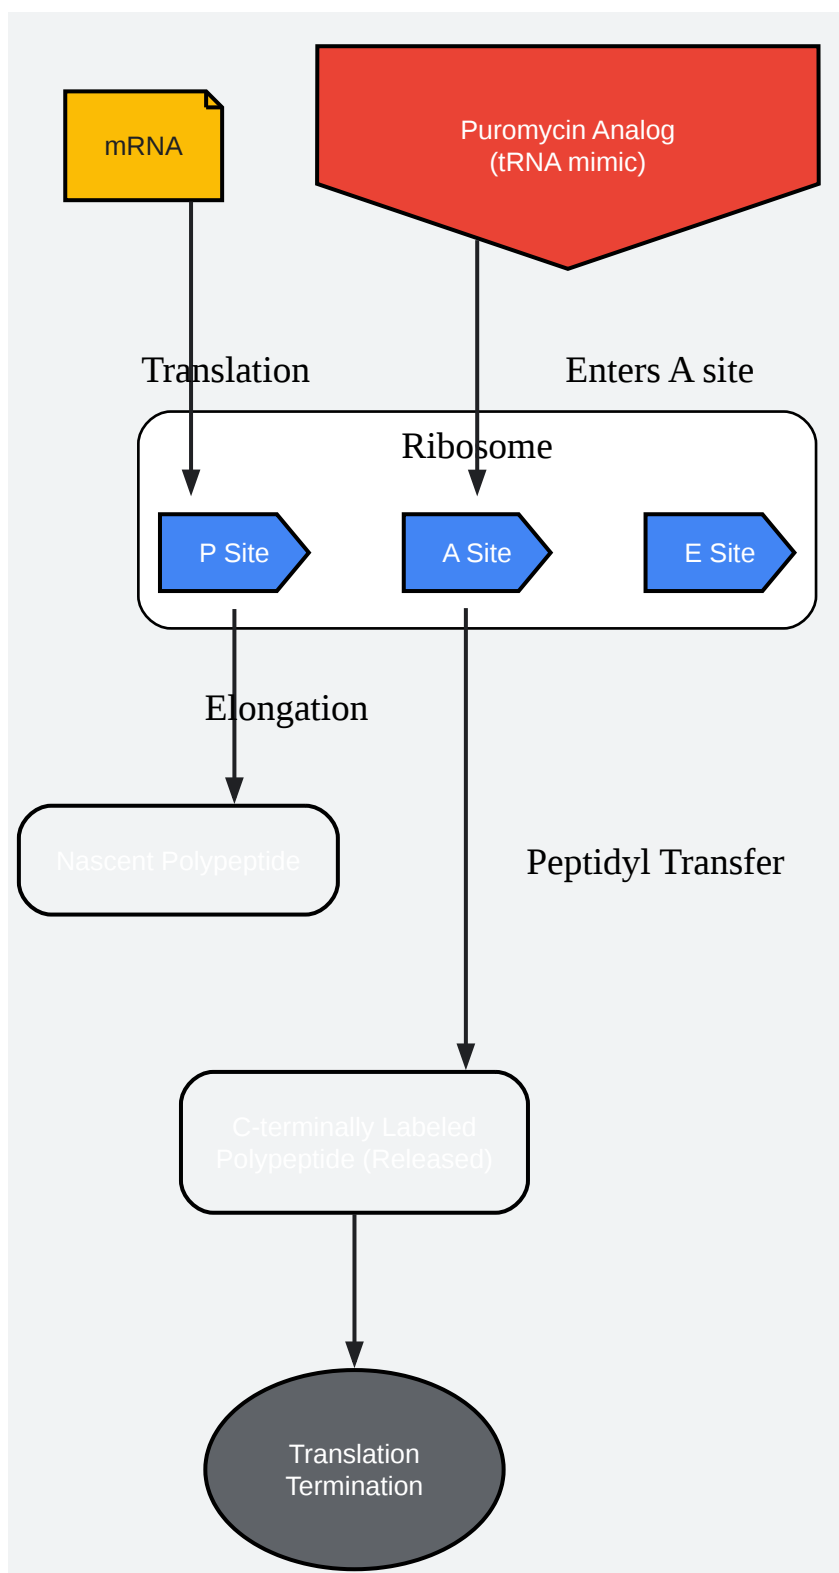 mRNA
Puromycin Analog
(tRNA mimic)
Translation
Enters A site
Ribosome
P Site
A Site
E Site
Elongation
Nascent Polypeptide
Peptidyl Transfer
C-terminally Labeled
Polypeptide (Released)
Translation
Termination